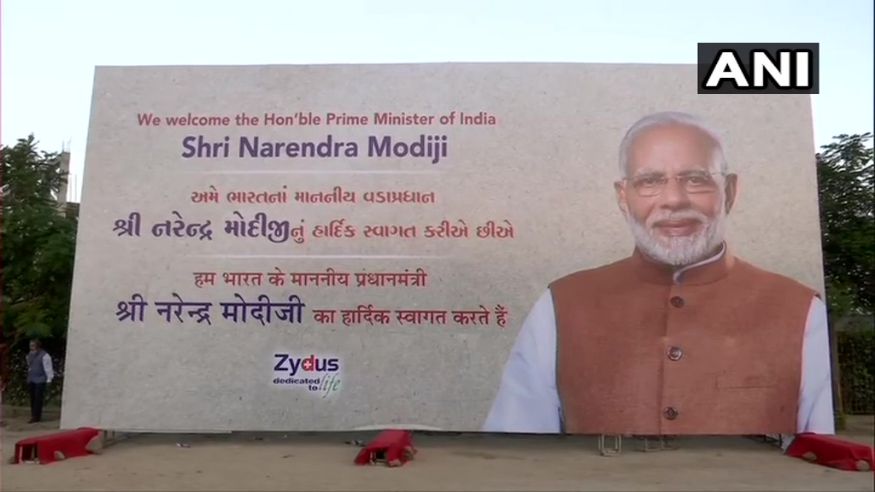 ANI
We welcome the Hon'ble Prime Minister of India
Shri Narendra Modiji
અમે ભારતનાં માનનીય વડાપ્રધાન
શ્રી નરેન્દ્ર મોદીજીનું હાર્દિક સ્વાગત કરીએ છીએ
हम भारत के माननीय प्रधानमंत्री
श्री नरेन्द्र मोदीजी का हार्दिक स्वागत करते हैं
Zydus
dedicated
to life